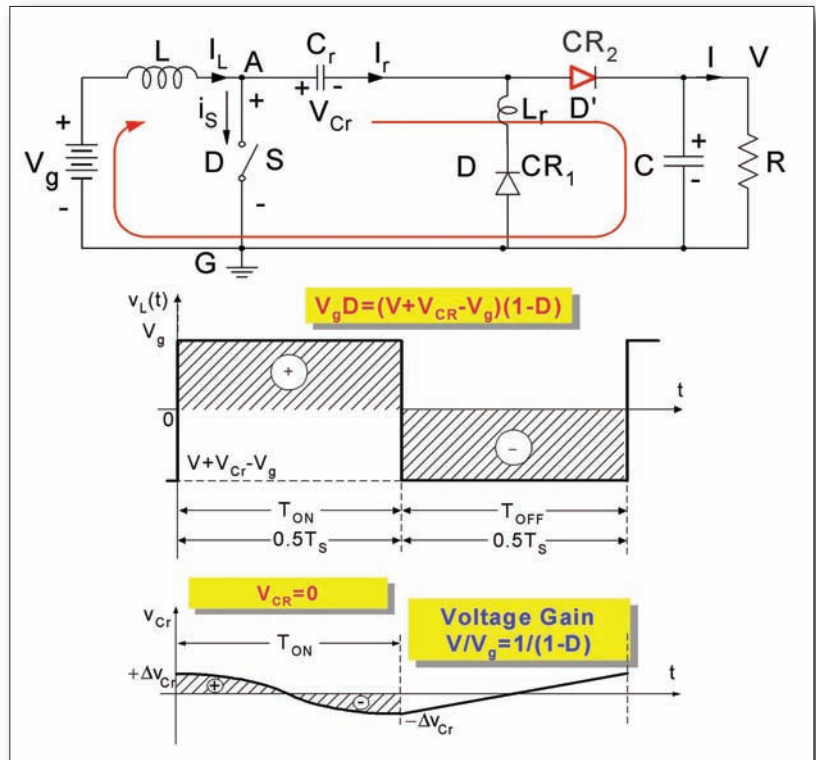 L I_L A C_r I_r CR_2 I V
+ - V_Cr
i_S + L_r D'
+ V_g - D S D CR_1 C + - R
-
G
v_L(t) V_gD=(V+V_CR-V_g)(1-D)
V_g
+
t
0
-
V+V_Cr-V_g
T_ON T_OFF
0.5T_S 0.5T_S
V_CR=0
v_Cr Voltage Gain
T_ON V/V_g=1/(1-D)
t
+Δv_Cr + -
-Δv_Cr